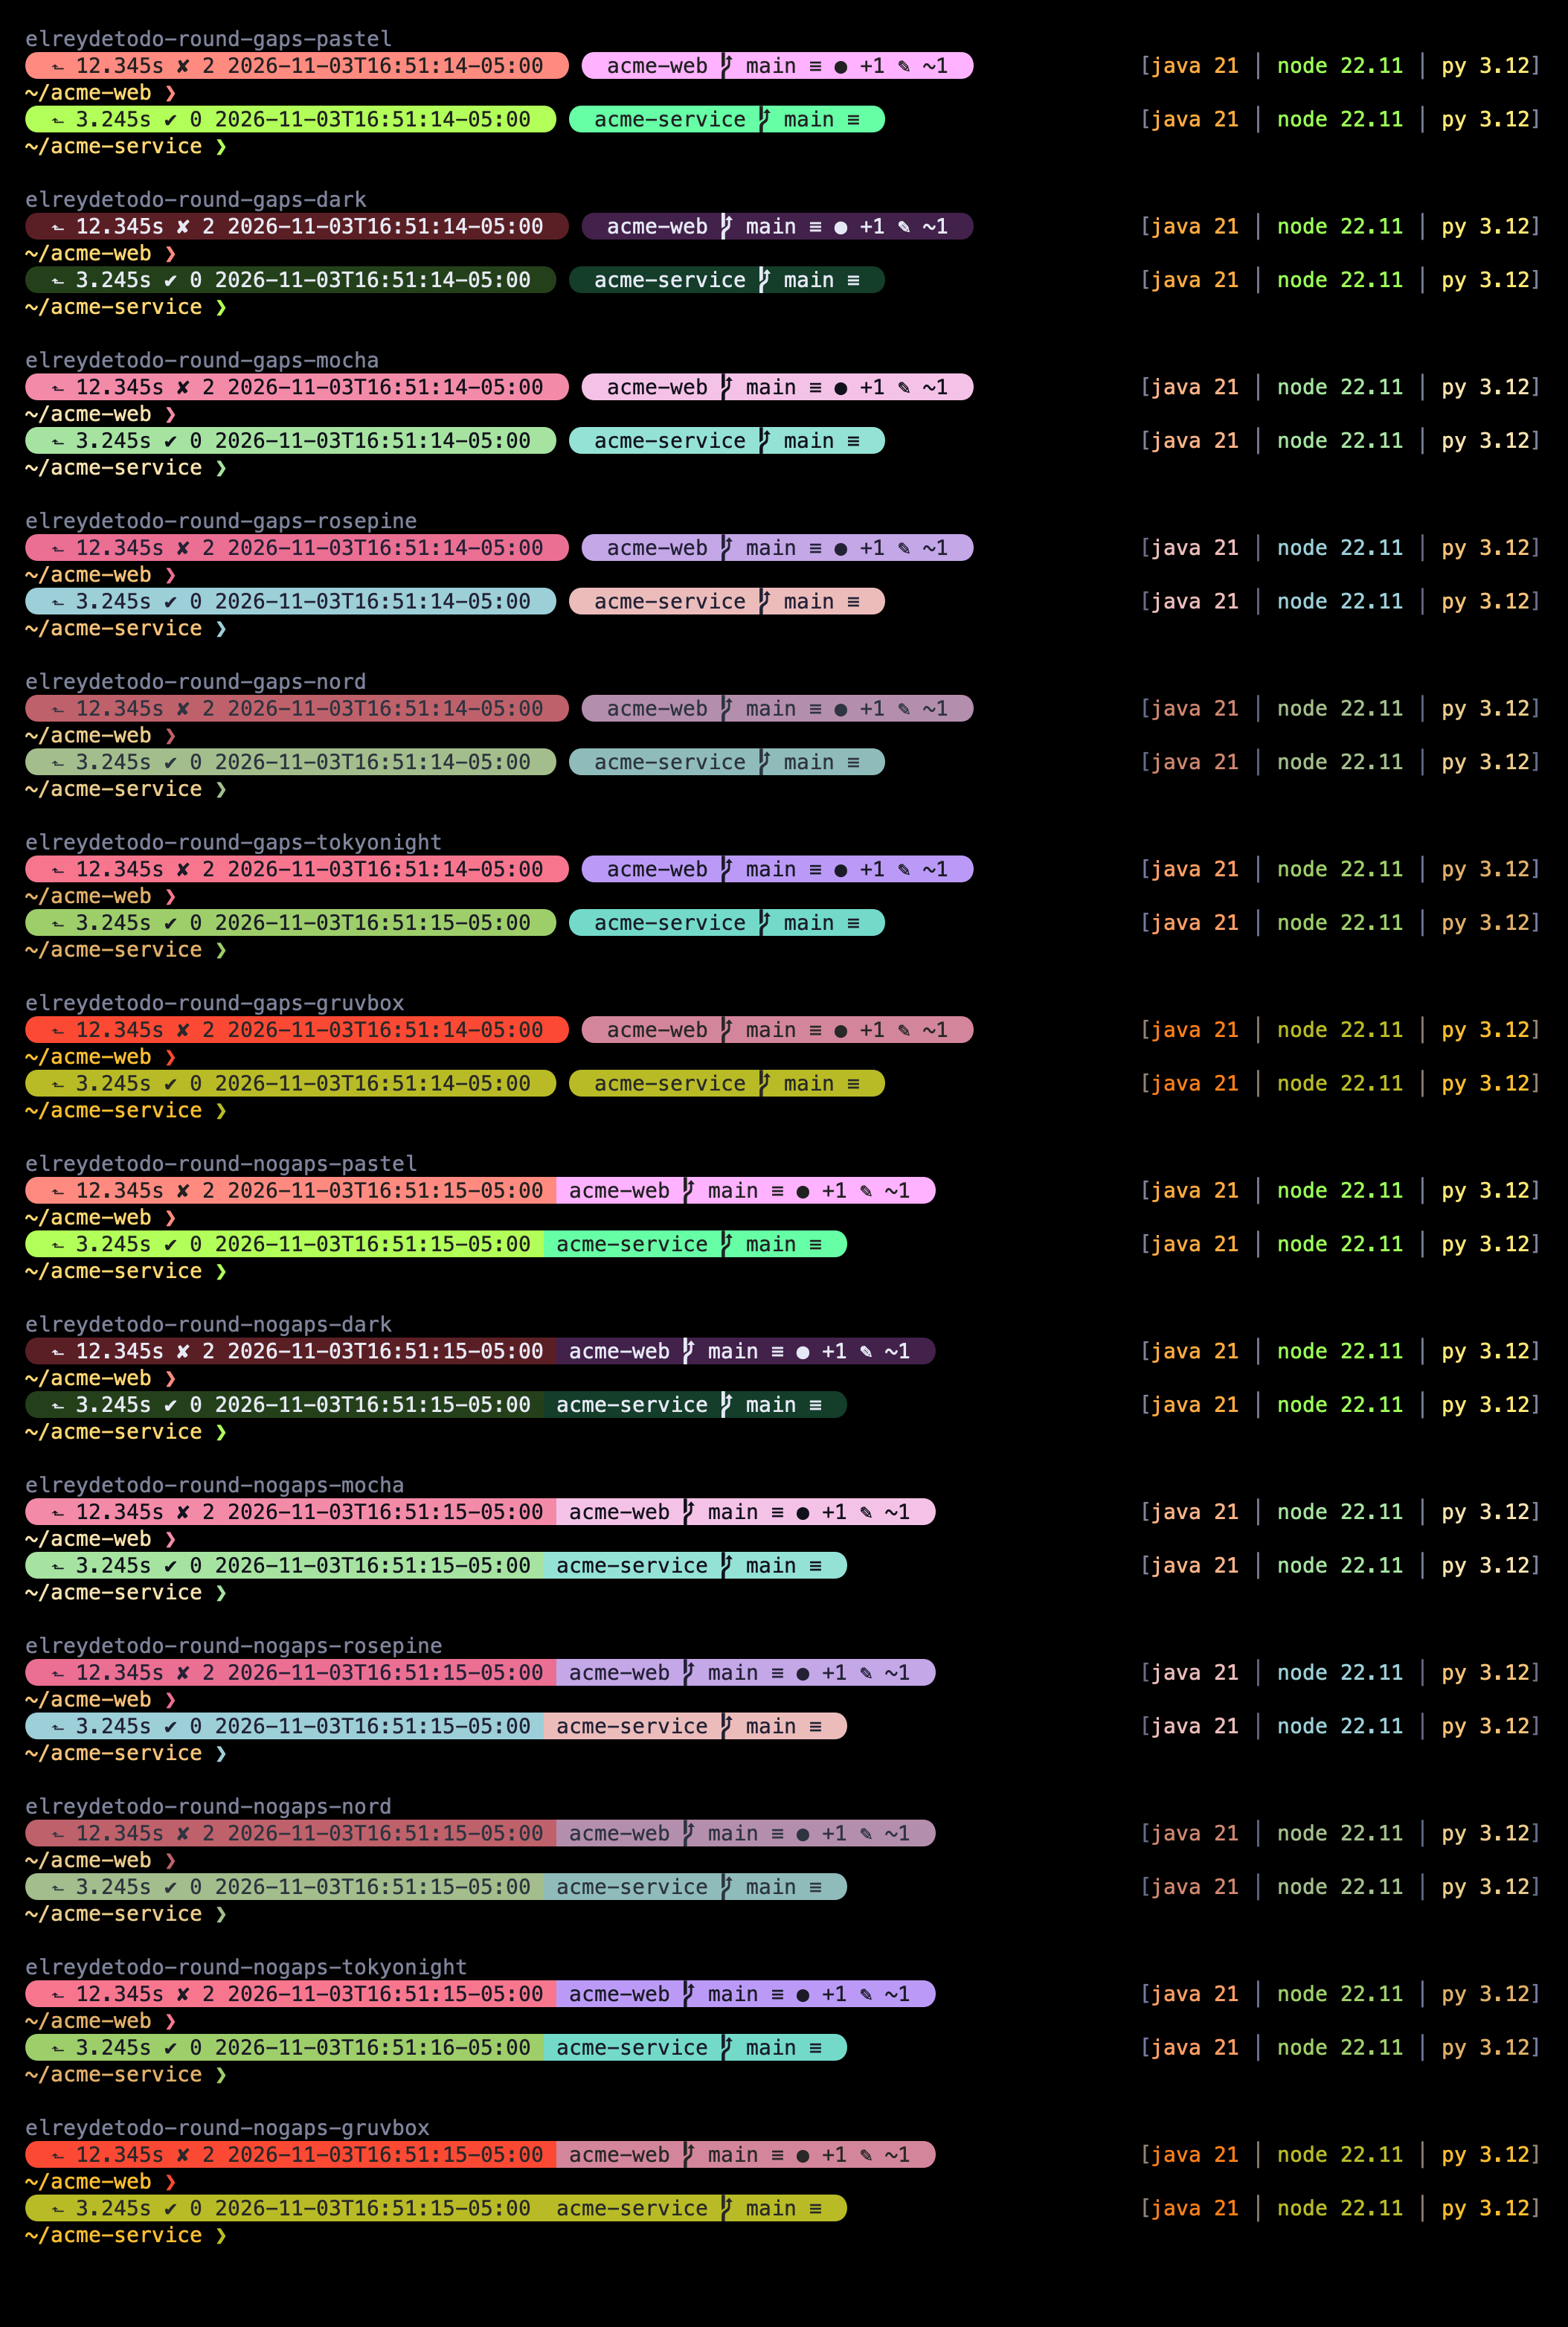 elreydetodo-round-gaps-pastel
⬑ 12.345s ✘ 2 2026-11-03T16:51:14-05:00 acme-web ᚴ main ≡ ● +1 ✎ ~1 [java 21 │ node 22.11 │ py 3.12]
~/acme-web ❯
⬑ 3.245s ✔ 0 2026-11-03T16:51:14-05:00 acme-service ᚴ main ≡ [java 21 │ node 22.11 │ py 3.12]
~/acme-service ❯
elreydetodo-round-gaps-dark
⬑ 12.345s ✘ 2 2026-11-03T16:51:14-05:00 acme-web ᚴ main ≡ ● +1 ✎ ~1 [java 21 │ node 22.11 │ py 3.12]
~/acme-web ❯
⬑ 3.245s ✔ 0 2026-11-03T16:51:14-05:00 acme-service ᚴ main ≡ [java 21 │ node 22.11 │ py 3.12]
~/acme-service ❯
elreydetodo-round-gaps-mocha
⬑ 12.345s ✘ 2 2026-11-03T16:51:14-05:00 acme-web ᚴ main ≡ ● +1 ✎ ~1 [java 21 │ node 22.11 │ py 3.12]
~/acme-web ❯
⬑ 3.245s ✔ 0 2026-11-03T16:51:14-05:00 acme-service ᚴ main ≡ [java 21 │ node 22.11 │ py 3.12]
~/acme-service ❯
elreydetodo-round-gaps-rosepine
⬑ 12.345s ✘ 2 2026-11-03T16:51:14-05:00 acme-web ᚴ main ≡ ● +1 ✎ ~1 [java 21 │ node 22.11 │ py 3.12]
~/acme-web ❯
⬑ 3.245s ✔ 0 2026-11-03T16:51:14-05:00 acme-service ᚴ main ≡ [java 21 │ node 22.11 │ py 3.12]
~/acme-service ❯
elreydetodo-round-gaps-nord
⬑ 12.345s ✘ 2 2026-11-03T16:51:14-05:00 acme-web ᚴ main ≡ ● +1 ✎ ~1 [java 21 │ node 22.11 │ py 3.12]
~/acme-web ❯
⬑ 3.245s ✔ 0 2026-11-03T16:51:14-05:00 acme-service ᚴ main ≡ [java 21 │ node 22.11 │ py 3.12]
~/acme-service ❯
elreydetodo-round-gaps-tokyonight
⬑ 12.345s ✘ 2 2026-11-03T16:51:14-05:00 acme-web ᚴ main ≡ ● +1 ✎ ~1 [java 21 │ node 22.11 │ py 3.12]
~/acme-web ❯
⬑ 3.245s ✔ 0 2026-11-03T16:51:15-05:00 acme-service ᚴ main ≡ [java 21 │ node 22.11 │ py 3.12]
~/acme-service ❯
elreydetodo-round-gaps-gruvbox
⬑ 12.345s ✘ 2 2026-11-03T16:51:14-05:00 acme-web ᚴ main ≡ ● +1 ✎ ~1 [java 21 │ node 22.11 │ py 3.12]
~/acme-web ❯
⬑ 3.245s ✔ 0 2026-11-03T16:51:14-05:00 acme-service ᚴ main ≡ [java 21 │ node 22.11 │ py 3.12]
~/acme-service ❯
elreydetodo-round-nogaps-pastel
⬑ 12.345s ✘ 2 2026-11-03T16:51:15-05:00 acme-web ᚴ main ≡ ● +1 ✎ ~1 [java 21 │ node 22.11 │ py 3.12]
~/acme-web ❯
⬑ 3.245s ✔ 0 2026-11-03T16:51:15-05:00 acme-service ᚴ main ≡ [java 21 │ node 22.11 │ py 3.12]
~/acme-service ❯
elreydetodo-round-nogaps-dark
⬑ 12.345s ✘ 2 2026-11-03T16:51:15-05:00 acme-web ᚴ main ≡ ● +1 ✎ ~1 [java 21 │ node 22.11 │ py 3.12]
~/acme-web ❯
⬑ 3.245s ✔ 0 2026-11-03T16:51:15-05:00 acme-service ᚴ main ≡ [java 21 │ node 22.11 │ py 3.12]
~/acme-service ❯
elreydetodo-round-nogaps-mocha
⬑ 12.345s ✘ 2 2026-11-03T16:51:15-05:00 acme-web ᚴ main ≡ ● +1 ✎ ~1 [java 21 │ node 22.11 │ py 3.12]
~/acme-web ❯
⬑ 3.245s ✔ 0 2026-11-03T16:51:15-05:00 acme-service ᚴ main ≡ [java 21 │ node 22.11 │ py 3.12]
~/acme-service ❯
elreydetodo-round-nogaps-rosepine
⬑ 12.345s ✘ 2 2026-11-03T16:51:15-05:00 acme-web ᚴ main ≡ ● +1 ✎ ~1 [java 21 │ node 22.11 │ py 3.12]
~/acme-web ❯
⬑ 3.245s ✔ 0 2026-11-03T16:51:15-05:00 acme-service ᚴ main ≡ [java 21 │ node 22.11 │ py 3.12]
~/acme-service ❯
elreydetodo-round-nogaps-nord
⬑ 12.345s ✘ 2 2026-11-03T16:51:15-05:00 acme-web ᚴ main ≡ ● +1 ✎ ~1 [java 21 │ node 22.11 │ py 3.12]
~/acme-web ❯
⬑ 3.245s ✔ 0 2026-11-03T16:51:15-05:00 acme-service ᚴ main ≡ [java 21 │ node 22.11 │ py 3.12]
~/acme-service ❯
elreydetodo-round-nogaps-tokyonight
⬑ 12.345s ✘ 2 2026-11-03T16:51:15-05:00 acme-web ᚴ main ≡ ● +1 ✎ ~1 [java 21 │ node 22.11 │ py 3.12]
~/acme-web ❯
⬑ 3.245s ✔ 0 2026-11-03T16:51:16-05:00 acme-service ᚴ main ≡ [java 21 │ node 22.11 │ py 3.12]
~/acme-service ❯
elreydetodo-round-nogaps-gruvbox
⬑ 12.345s ✘ 2 2026-11-03T16:51:15-05:00 acme-web ᚴ main ≡ ● +1 ✎ ~1 [java 21 │ node 22.11 │ py 3.12]
~/acme-web ❯
⬑ 3.245s ✔ 0 2026-11-03T16:51:15-05:00 acme-service ᚴ main ≡ [java 21 │ node 22.11 │ py 3.12]
~/acme-service ❯